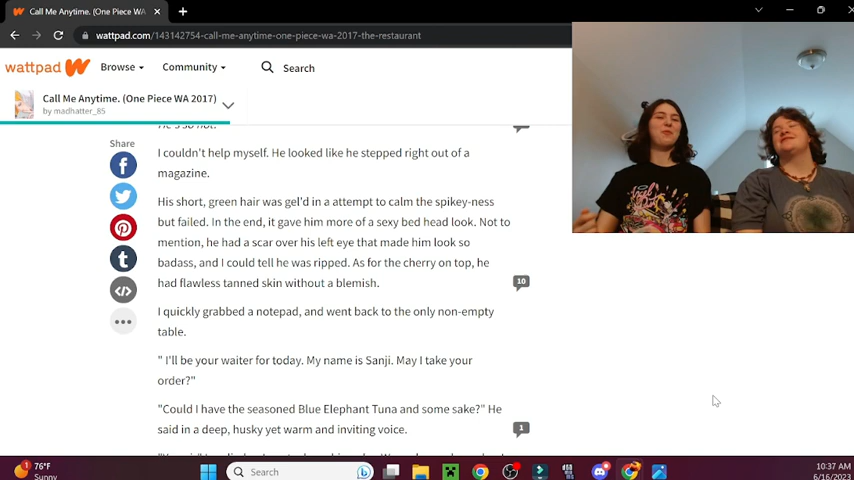 Call Me Anytime. (One Piece WA
wattpad.com/143142754-call-me-anytime-one-piece-wa-2017-the-restaurant
wattpad
Browse
Community
Search
Call Me Anytime. (One Piece WA 2017)
by madhatter_85
Share
He's so hot.
I couldn't help myself. He looked like he stepped right out of a
magazine.
His short, green hair was gel'd in a attempt to calm the spikey-ness
but failed. In the end, it gave him more of a sexy bed head look. Not to
mention, he had a scar over his left eye that made him look so
badass, and I could tell he was ripped. As for the cherry on top, he
had flawless tanned skin without a blemish.
10
I quickly grabbed a notepad, and went back to the only non-empty
table.
" I'll be your waiter for today. My name is Sanji. May I take your
order?"
"Could I have the seasoned Blue Elephant Tuna and some sake?" He
said in a deep, husky yet warm and inviting voice.
1
1
76°F
Sunny
Search
10:37 AM
6/16/2023